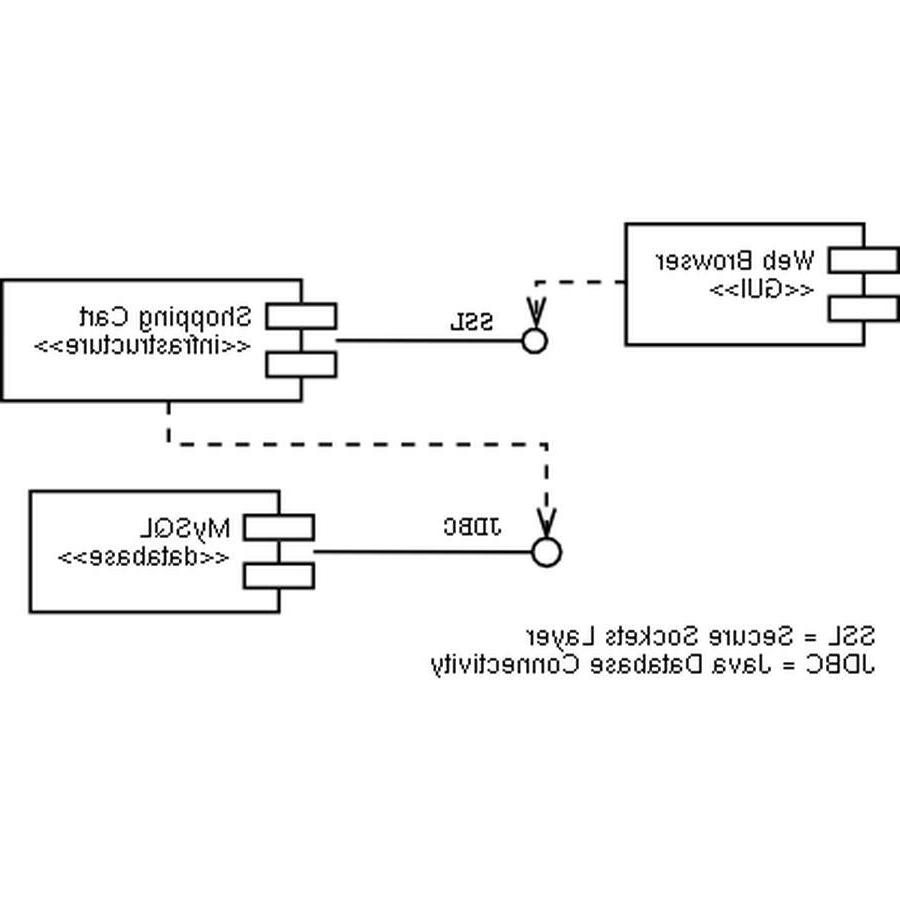 Web Browser
<<GUI>>
Shopping Cart
<<infrastructure>>
SSL
MySQL
<<database>>
JDBC
SSL = Secure Sockets Layer
JDBC = Java Database Connectivity